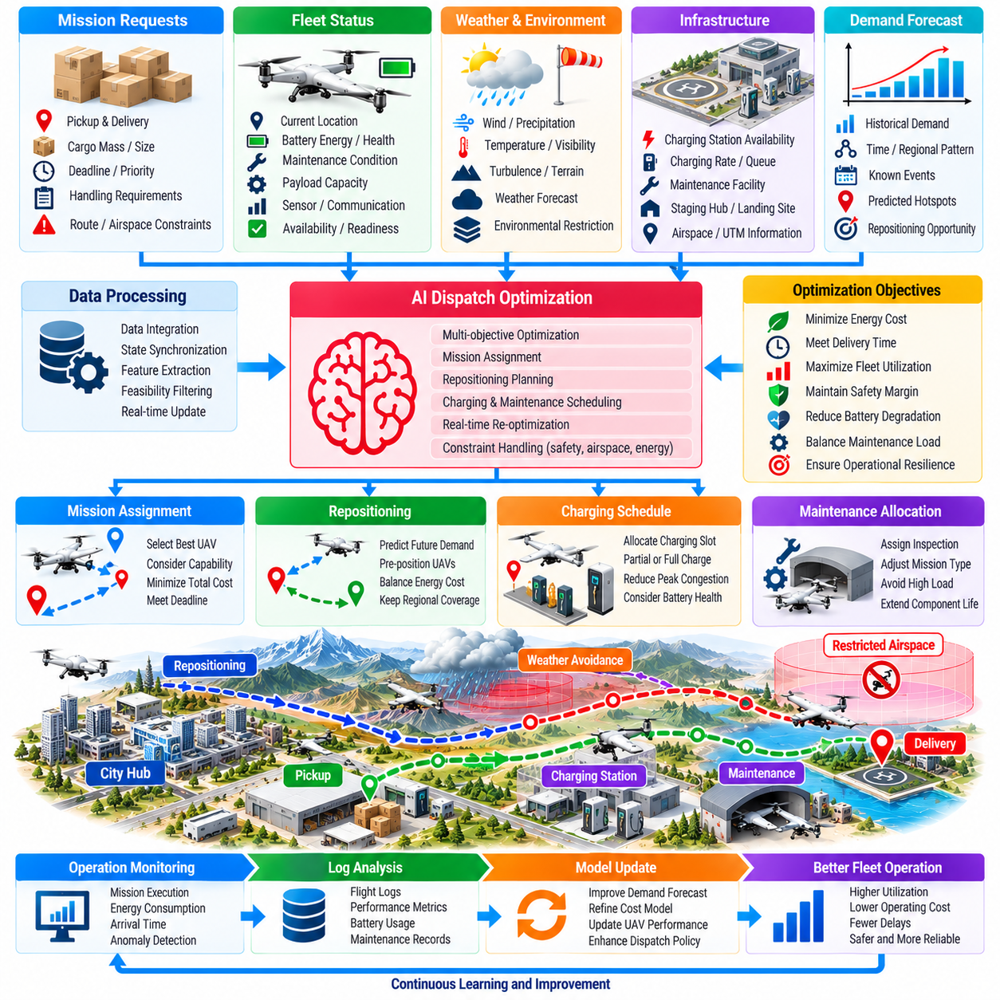 Mission Requests
Pickup & Delivery
Cargo Mass / Size
Deadline / Priority
Handling Requirements
Route / Airspace Constraints
Fleet Status
Current Location
Battery Energy / Health
Maintenance Condition
Payload Capacity
Sensor / Communication
Availability / Readiness
Weather & Environment
Wind / Precipitation
Temperature / Visibility
Turbulence / Terrain
Weather Forecast
Environmental Restriction
Infrastructure
H
Charging Station Availability
Charging Rate / Queue
Maintenance Facility
Staging Hub / Landing Site
Airspace / UTM Information
Demand Forecast
Historical Demand
Time / Regional Pattern
Known Events
Predicted Hotspots
Repositioning Opportunity
Data Processing
Data Integration
State Synchronization
Feature Extraction
Feasibility Filtering
Real-time Update
AI Dispatch Optimization
Multi-objective Optimization
Mission Assignment
Repositioning Planning
Charging & Maintenance Scheduling
Real-time Re-optimization
Constraint Handling (safety, airspace, energy)
Optimization Objectives
Minimize Energy Cost
Meet Delivery Time
Maximize Fleet Utilization
Maintain Safety Margin
Reduce Battery Degradation
Balance Maintenance Load
Ensure Operational Resilience
Mission Assignment
Select Best UAV
Consider Capability
Minimize Total Cost
Meet Deadline
Repositioning
Predict Future Demand
Pre-position UAVs
Balance Energy Cost
Keep Regional Coverage
Charging Schedule
Allocate Charging Slot
Partial or Full Charge
Reduce Peak Congestion
Consider Battery Health
Maintenance Allocation
Assign Inspection
Adjust Mission Type
Avoid High Load
Extend Component Life
Repositioning
Weather Avoidance
Restricted Airspace
City Hub
Pickup
Charging Station
Maintenance
Delivery
H
Operation Monitoring
Mission Execution
Energy Consumption
Arrival Time
Anomaly Detection
Log Analysis
Flight Logs
Performance Metrics
Battery Usage
Maintenance Records
Model Update
Improve Demand Forecast
Refine Cost Model
Update UAV Performance
Enhance Dispatch Policy
Better Fleet Operation
Higher Utilization
Lower Operating Cost
Fewer Delays
Safer and More Reliable
Continuous Learning and Improvement